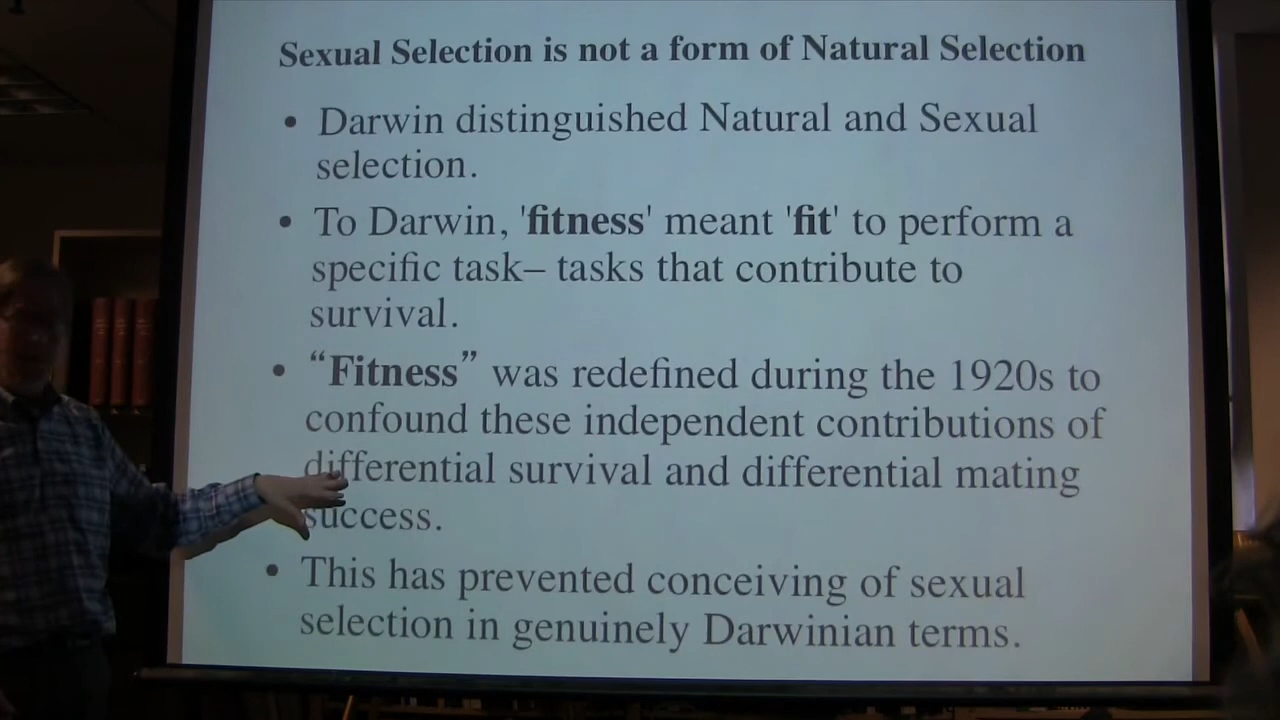 Sexual Selection is not a form of Natural Selection
• Darwin distinguished Natural and Sexual
selection.
• To Darwin, 'fitness' meant 'fit' to perform a
specific task– tasks that contribute to
survival.
• “Fitness” was redefined during the 1920s to
confound these independent contributions of
differential survival and differential mating
success.
• This has prevented conceiving of sexual
selection in genuinely Darwinian terms.